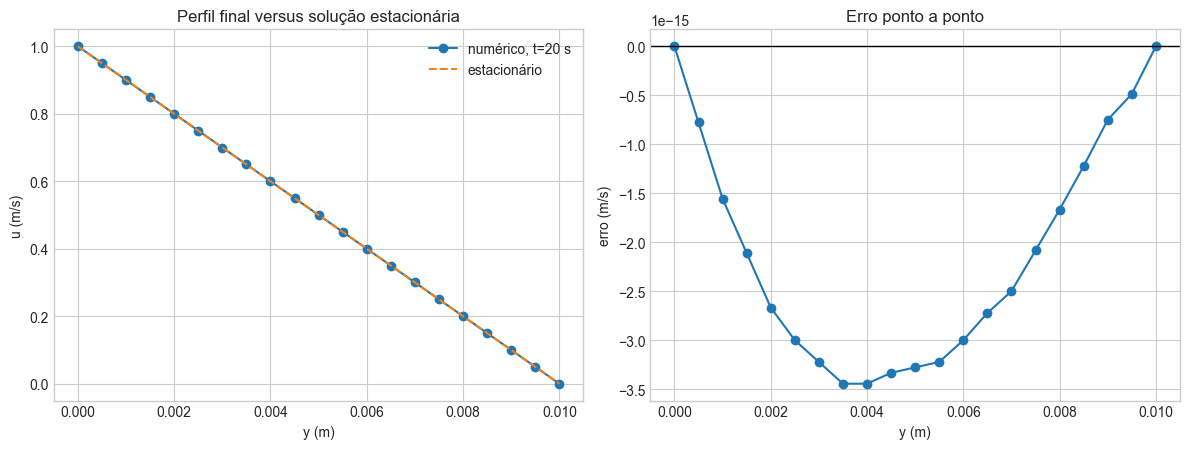 Perfil final versus solução estacionária
u (m/s)
1.0
0.8
0.6
0.4
0.2
0.0
numérico, t=20 s
estacionário
0.000 0.002 0.004 0.006 0.008 0.010
y (m)
Erro ponto a ponto
1e−15
erro (m/s)
0.0
−0.5
−1.0
−1.5
−2.0
−2.5
−3.0
−3.5
0.000 0.002 0.004 0.006 0.008 0.010
y (m)